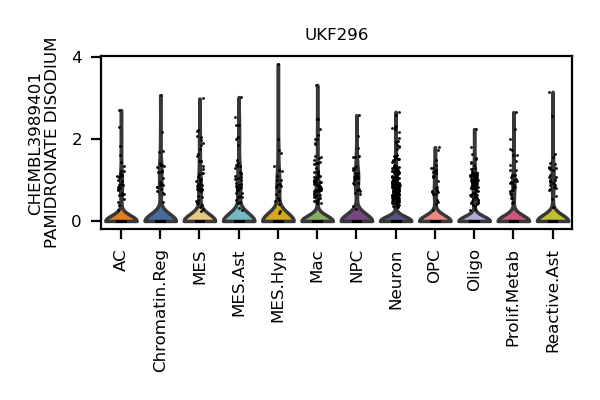 UKF296
CHEMBL3989401
PAMIDRONATE DISODIUM
4
2
0
AC
Chromatin.Reg
MES
MES.Ast
MES.Hyp
Mac
NPC
Neuron
OPC
Oligo
Prolif.Metab
Reactive.Ast